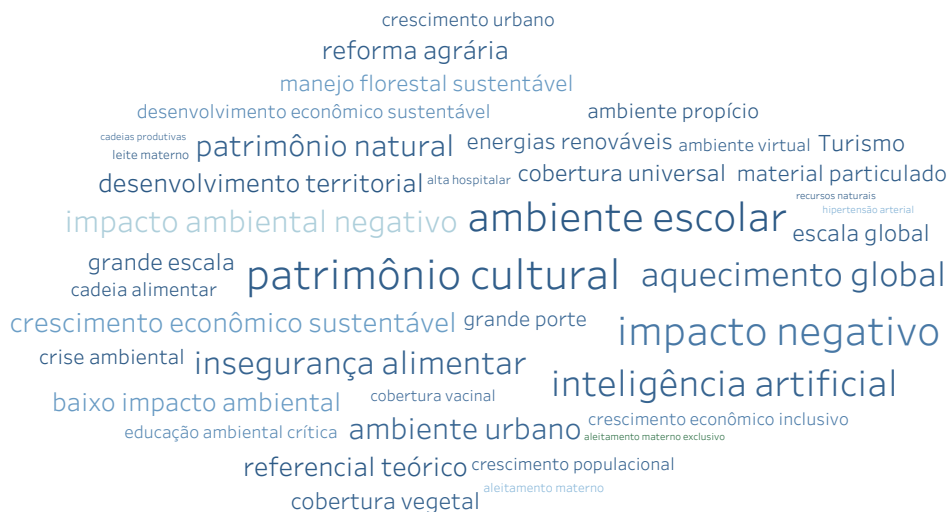 crescimento urbano
reforma agrária
manejo florestal sustentável
desenvolvimento econômico sustentável
ambiente propício
cadeias produtivas
leite materno
patrimônio natural
energias renováveis
ambiente virtual
Turismo
desenvolvimento territorial
alta hospitalar
cobertura universal
material particulado
recursos naturais
hipertensão arterial
impacto ambiental negativo
ambiente escolar
escala global
grande escala
cadeia alimentar
patrimônio cultural
aquecimento global
crescimento econômico sustentável
grande porte
impacto negativo
crise ambiental
insegurança alimentar
inteligência artificial
baixo impacto ambiental
cobertura vacinal
crescimento econômico inclusivo
educação ambiental crítica
ambiente urbano
aleitamento materno exclusivo
referencial teórico
crescimento populacional
aleitamento materno
cobertura vegetal